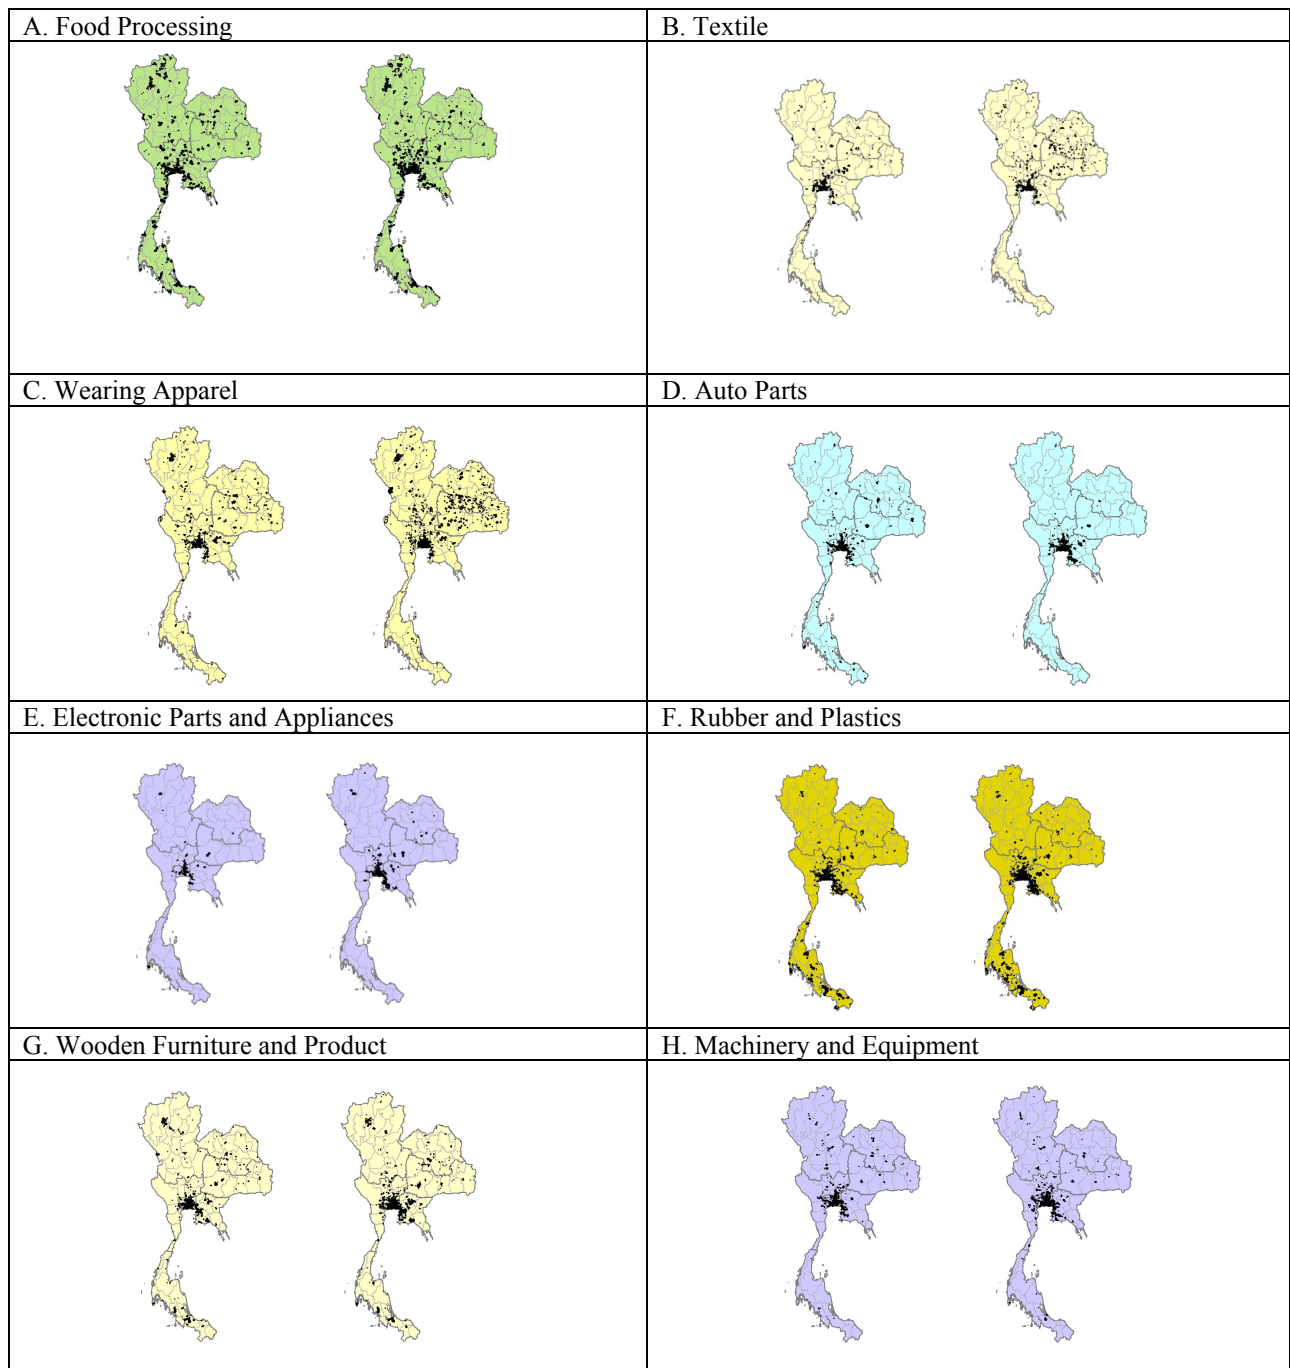 A. Food Processing
B. Textile
C. Wearing Apparel
D. Auto Parts
E. Electronic Parts and Appliances
F. Rubber and Plastics
G. Wooden Furniture and Product
H. Machinery and Equipment